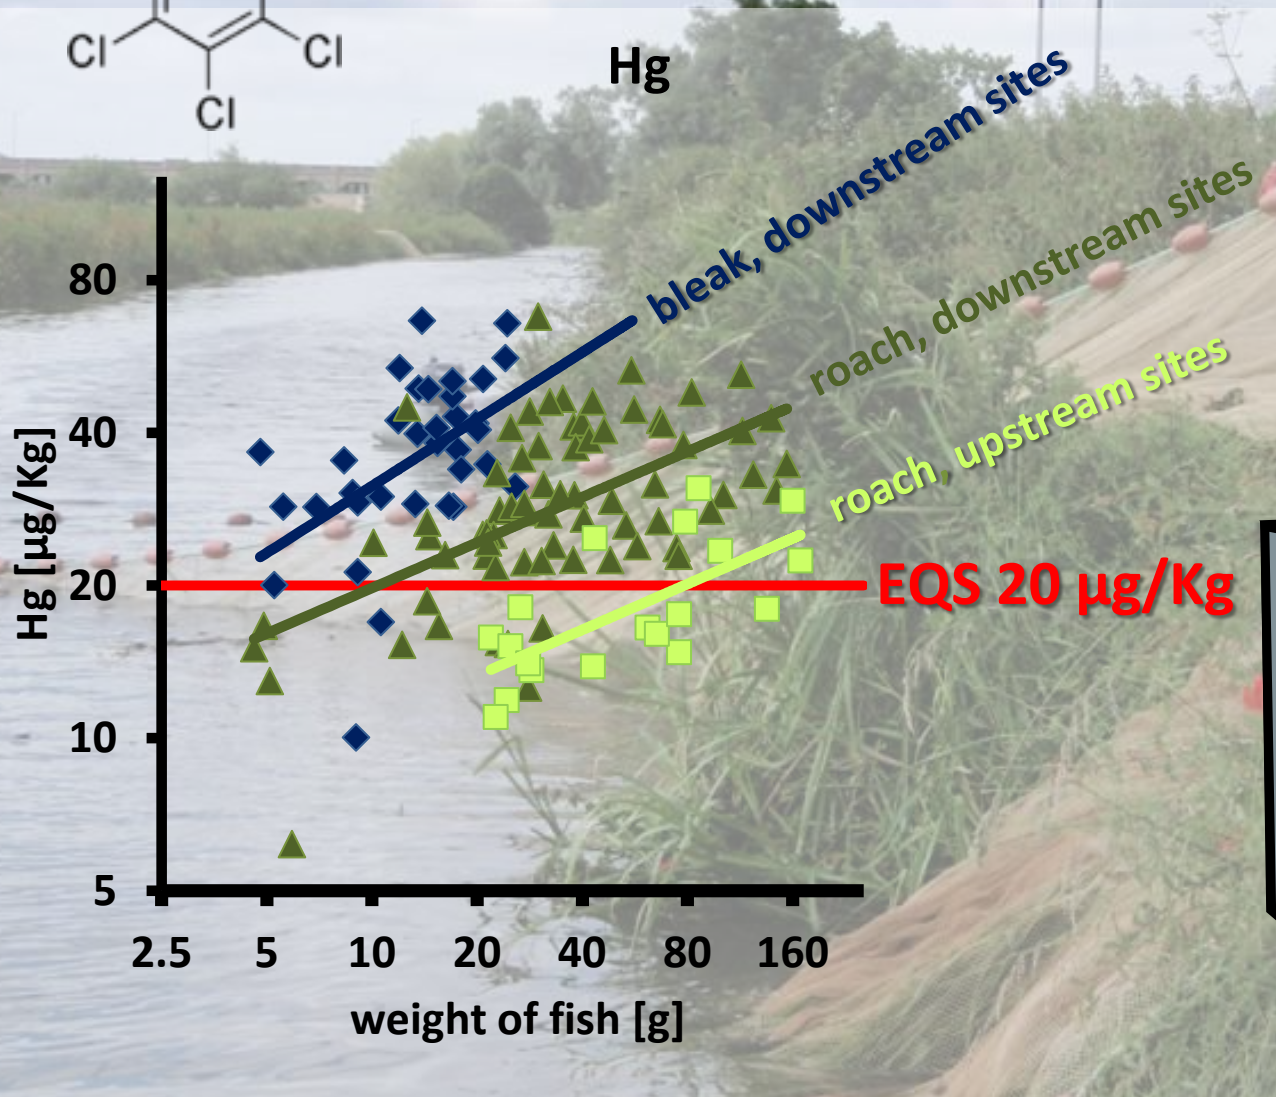 Cl
Cl
Cl
Hg
bleak, downstream sites
roach, downstream sites
roach, upstream sites
EQS 20 µg/Kg
Hg [µg/Kg]
80
40
20
10
5
2.5 5 10 20 40 80 160
weight of fish [g]